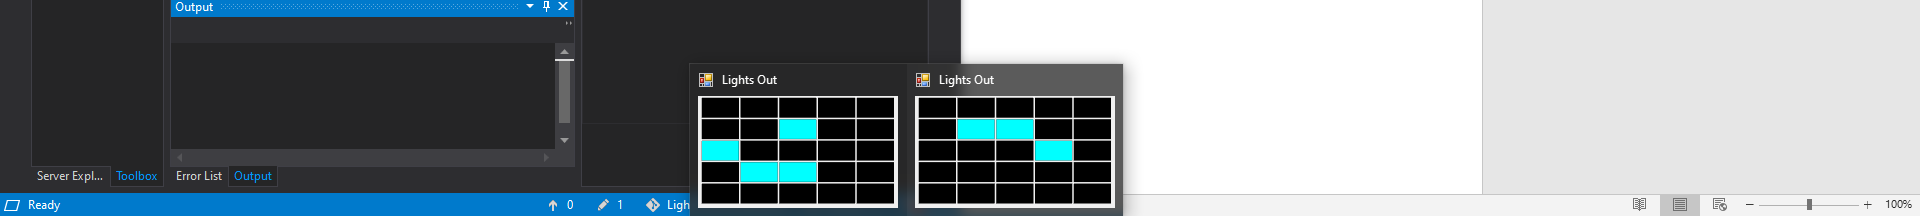 Output
Lights Out
Lights Out
Server Expl...
Toolbox
Error List
Output
Ready
0
1
Ligh
100%